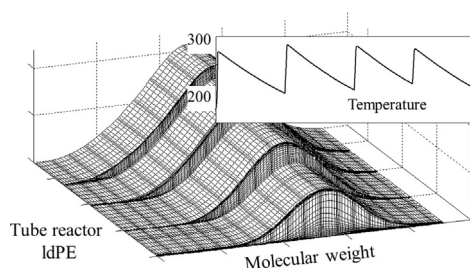 300
200
Temperature
Tube reactor
ldPE
Molecular weight